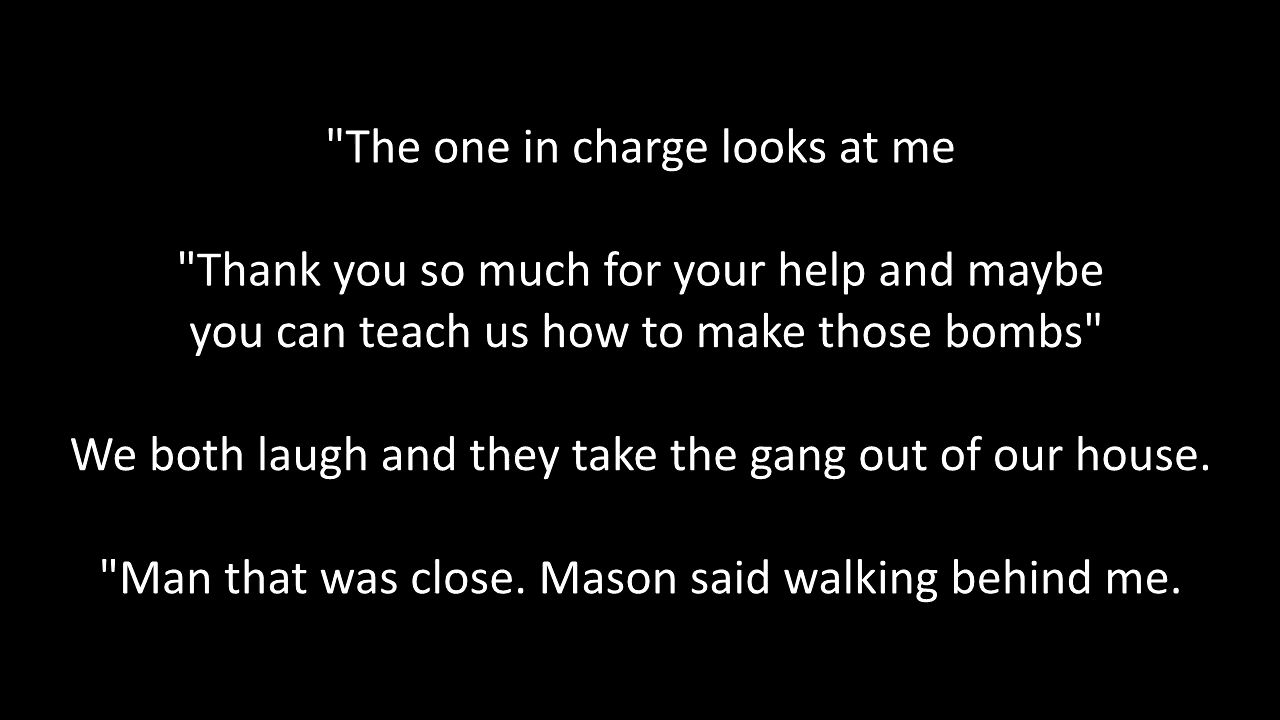 "The one in charge looks at me
"Thank you so much for your help and maybe
you can teach us how to make those bombs"
We both laugh and they take the gang out of our house.
"Man that was close. Mason said walking behind me.